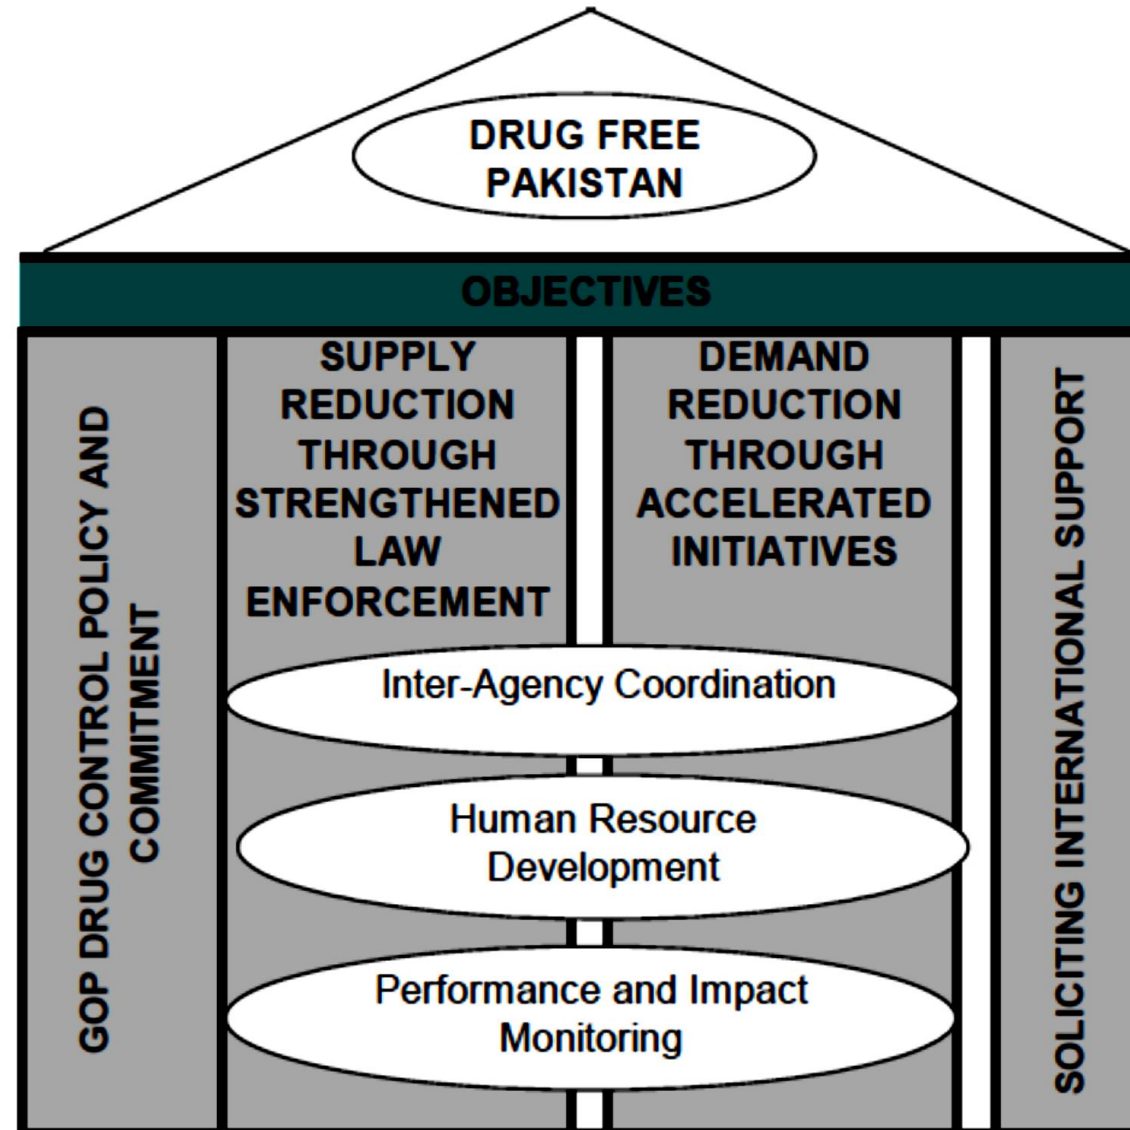 DRUG FREE
PAKISTAN
OBJECTIVES
GOP DRUG CONTROL POLICY AND
COMMITMENT
SUPPLY
REDUCTION
THROUGH
STRENGTHENED
LAW
ENFORCEMENT
DEMAND
REDUCTION
THROUGH
ACCELERATED
INITIATIVES
SOLICITING INTERNATIONAL SUPPORT
Inter-Agency Coordination
Human Resource
Development
Performance and Impact
Monitoring